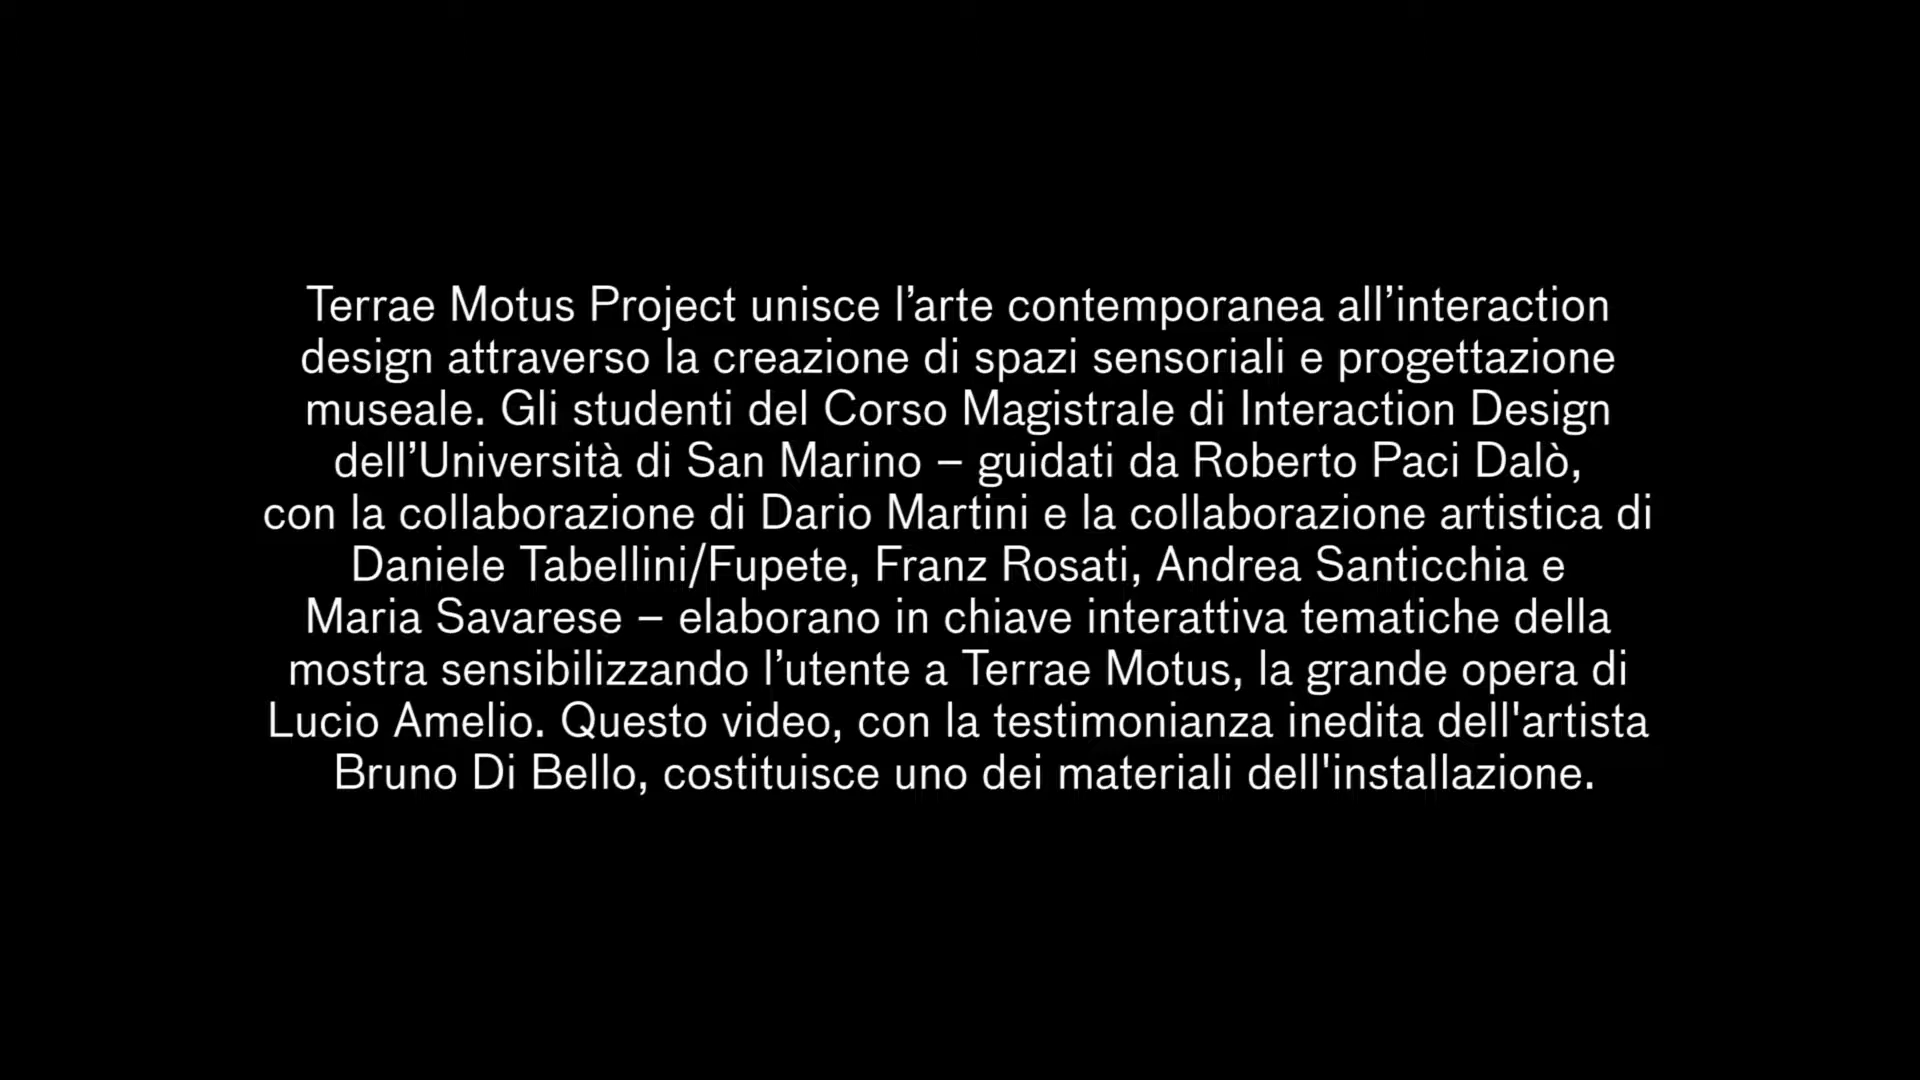 Terrae Motus Project unisce l’arte contemporanea all’interaction
design attraverso la creazione di spazi sensoriali e progettazione
museale. Gli studenti del Corso Magistrale di Interaction Design
dell’Università di San Marino – guidati da Roberto Paci Dalò,
con la collaborazione di Dario Martini e la collaborazione artistica di
Daniele Tabellini/Fupete, Franz Rosati, Andrea Santicchia e
Maria Savarese – elaborano in chiave interattiva tematiche della
mostra sensibilizzando l’utente a Terrae Motus, la grande opera di
Lucio Amelio. Questo video, con la testimonianza inedita dell'artista
Bruno Di Bello, costituisce uno dei materiali dell'installazione.